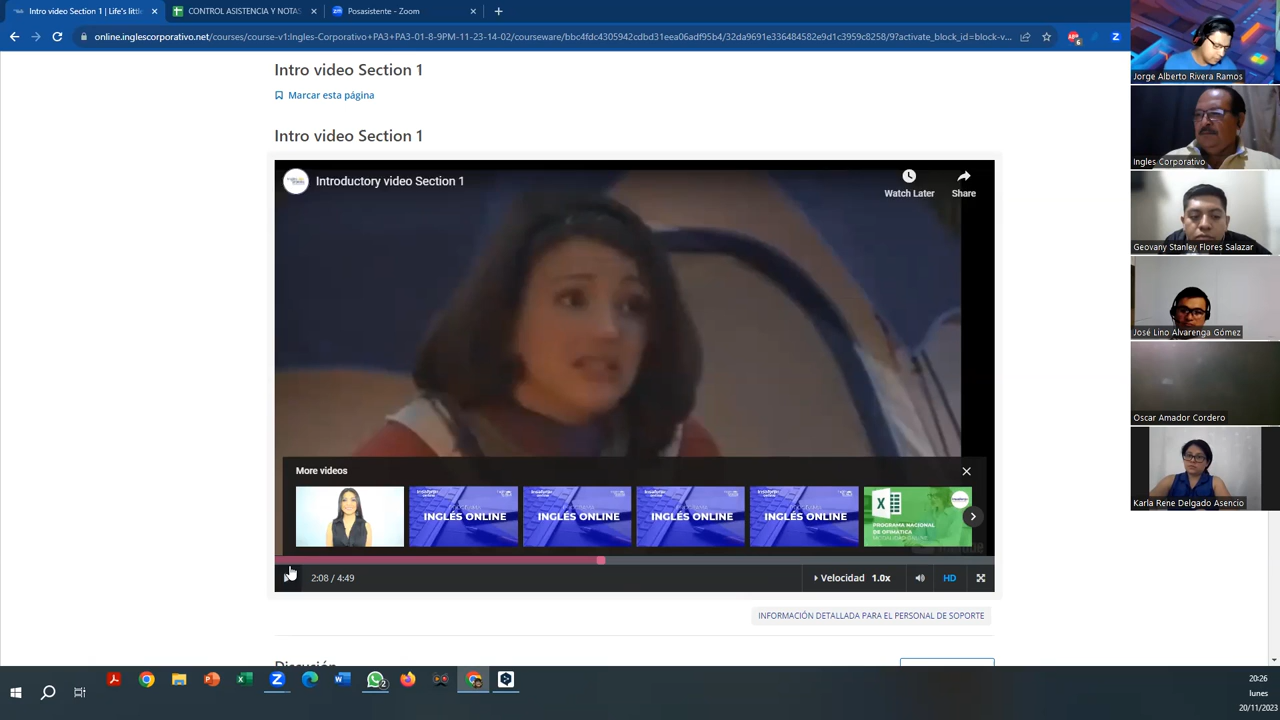 Intro video Section 1 | Life's littl
CONTROL ASISTENCIA Y NOTAS
Posasistente - Zoom
online.inglescorporativo.net/courses/course-v1:Ingles-Corporativo+PA3+PA3-01-8-9PM-11-23-14-02/courseware/bbc4fdc4305942cdbd31eea06adf95b4/32da9691e336484582e9d1c3959c8258/9?activate_block_id=block-v...
6
Intro video Section 1
Marcar esta página
Intro video Section 1
Introductory video Section 1
Watch Later
Share
More videos
INGLÉS ONLINE
INGLÉS ONLINE
INGLÉS ONLINE
INGLÉS ONLINE
PROGRAMA NACIONAL
DE OFIMÁTICA
2:08 / 4:49
Velocidad 1.0x
HD
INFORMACIÓN DETALLADA PARA EL PERSONAL DE SOPORTE
Discusión
Jorge Alberto Rivera Ramos
Ingles Corporativo
Geovany Stanley Flores Salazar
José Lino Alvarenga Gómez
Oscar Amador Cordero
Karla Rene Delgado Asencio
2
20:26
lunes
20/11/2023